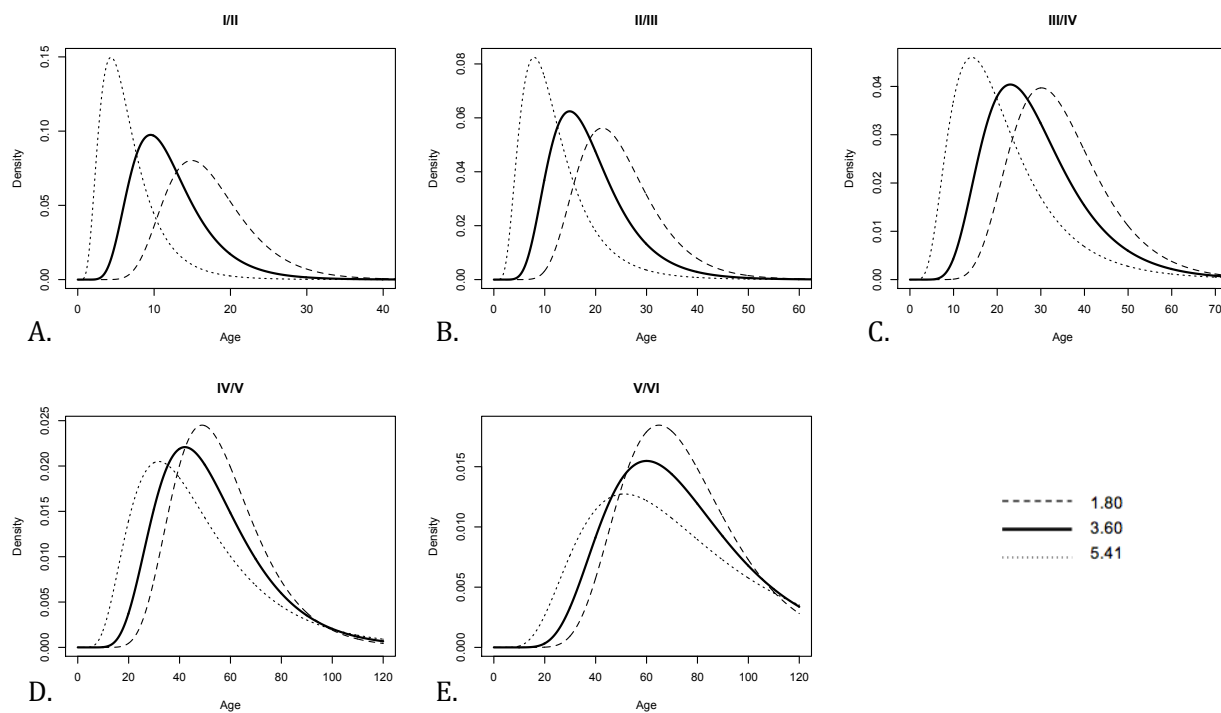 I/II
Density
0.00 0.05 0.10 0.15
0 10 20 30 40
Age
A.
II/III
Density
0.00 0.02 0.04 0.06 0.08
0 10 20 30 40 50 60
Age
B.
III/IV
Density
0.00 0.01 0.02 0.03 0.04
0 10 20 30 40 50 60 70
Age
C.
IV/V
Density
0.000 0.005 0.010 0.015 0.020 0.025
0 20 40 60 80 100 120
Age
D.
V/VI
Density
0.000 0.005 0.010 0.015
0 20 40 60 80 100 120
Age
E.
1.80
3.60
5.41